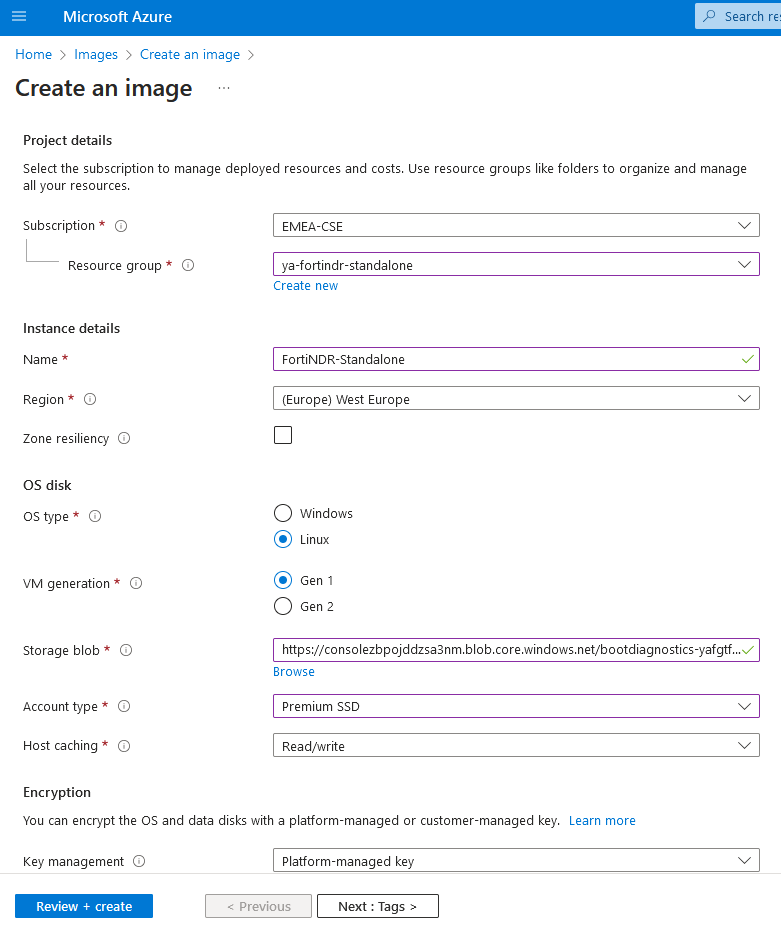 Microsoft Azure
Search res
Home > Images > Create an image >
Create an image ...
Project details
Select the subscription to manage deployed resources and costs. Use resource groups like folders to organize and manage
all your resources.
Subscription * EMEA-CSE
Resource group * ya-fortindr-standalone
Create new
Instance details
Name * FortiNDR-Standalone
Region * (Europe) West Europe
Zone resiliency
OS disk
OS type * Windows
Linux
VM generation * Gen 1
Gen 2
Storage blob * https://consolezbpojddzsa3nm.blob.core.windows.net/bootdiagnostics-yafgtf...
Browse
Account type * Premium SSD
Host caching * Read/write
Encryption
You can encrypt the OS and data disks with a platform-managed or customer-managed key. Learn more
Key management Platform-managed key
Review + create < Previous Next : Tags >